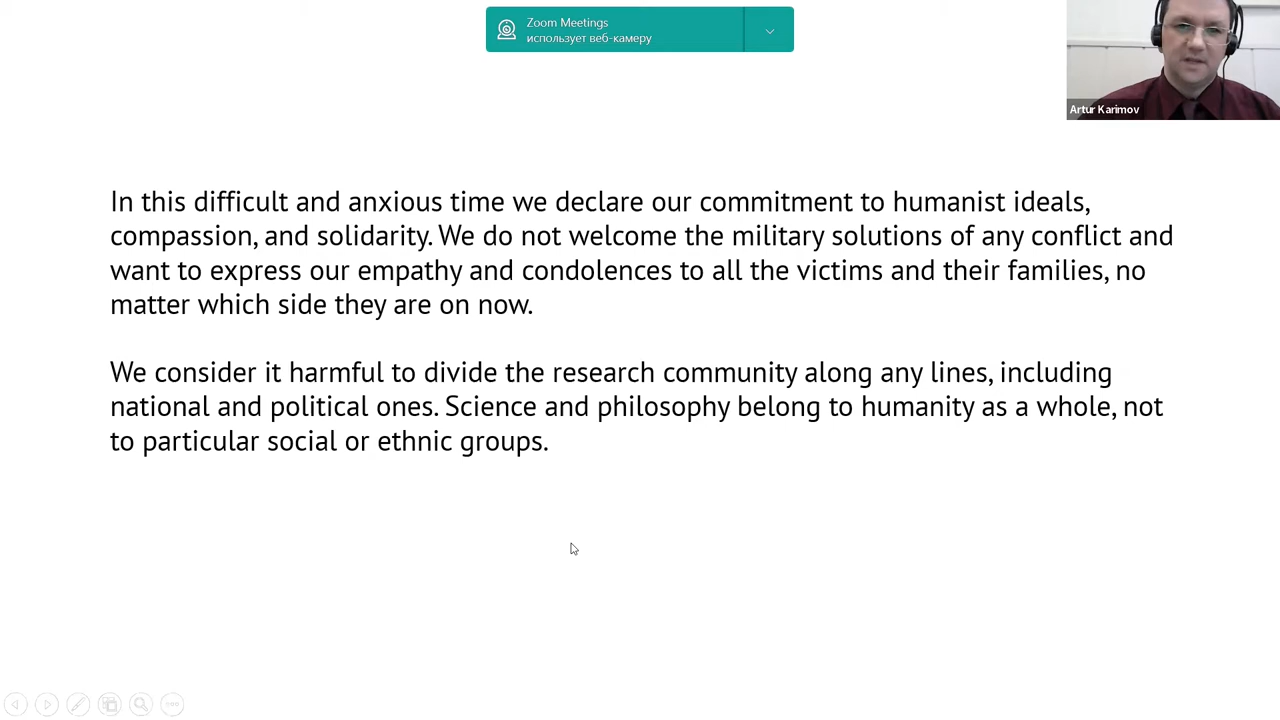 Zoom Meetings
использует веб-камеру
Artur Karimov
In this difficult and anxious time we declare our commitment to humanist ideals,
compassion, and solidarity. We do not welcome the military solutions of any conflict and
want to express our empathy and condolences to all the victims and their families, no
matter which side they are on now.
We consider it harmful to divide the research community along any lines, including
national and political ones. Science and philosophy belong to humanity as a whole, not
to particular social or ethnic groups.